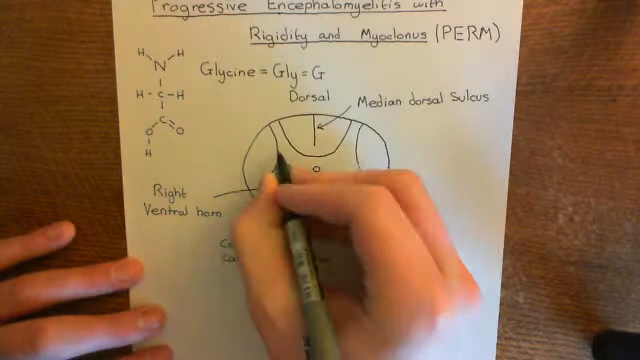 Progressive Encephalomyelitis with
Rigidity and Myoclonus (PERM)
H H
N
Glycine = Gly = G
H - C - H
C
O O
H
Dorsal
Median dorsal Sulcus
Right
Ventral horn